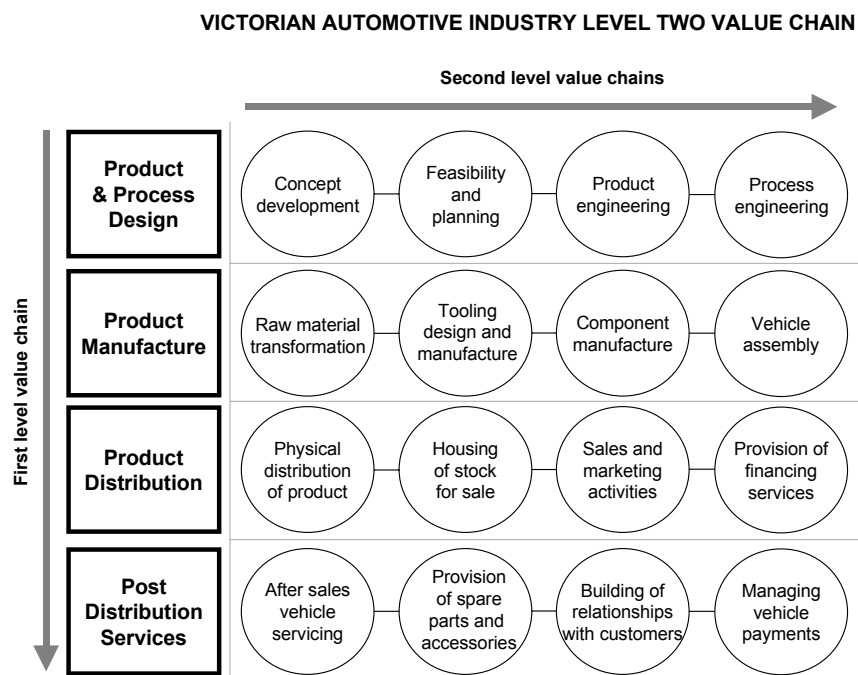 VICTORIAN AUTOMOTIVE INDUSTRY LEVEL TWO VALUE CHAIN
Second level value chains
First level value chain
Product
& Process
Design
Concept
development
Feasibility
and
planning
Product
engineering
Process
engineering
Product
Manufacture
Raw material
transformation
Tooling
design and
manufacture
Component
manufacture
Vehicle
assembly
Product
Distribution
Physical
distribution
of product
Housing
of stock
for sale
Sales and
marketing
activities
Provision of
financing
services
Post
Distribution
Services
After sales
vehicle
servicing
Provision
of spare
parts and
accessories
Building of
relationships
with customers
Managing
vehicle
payments